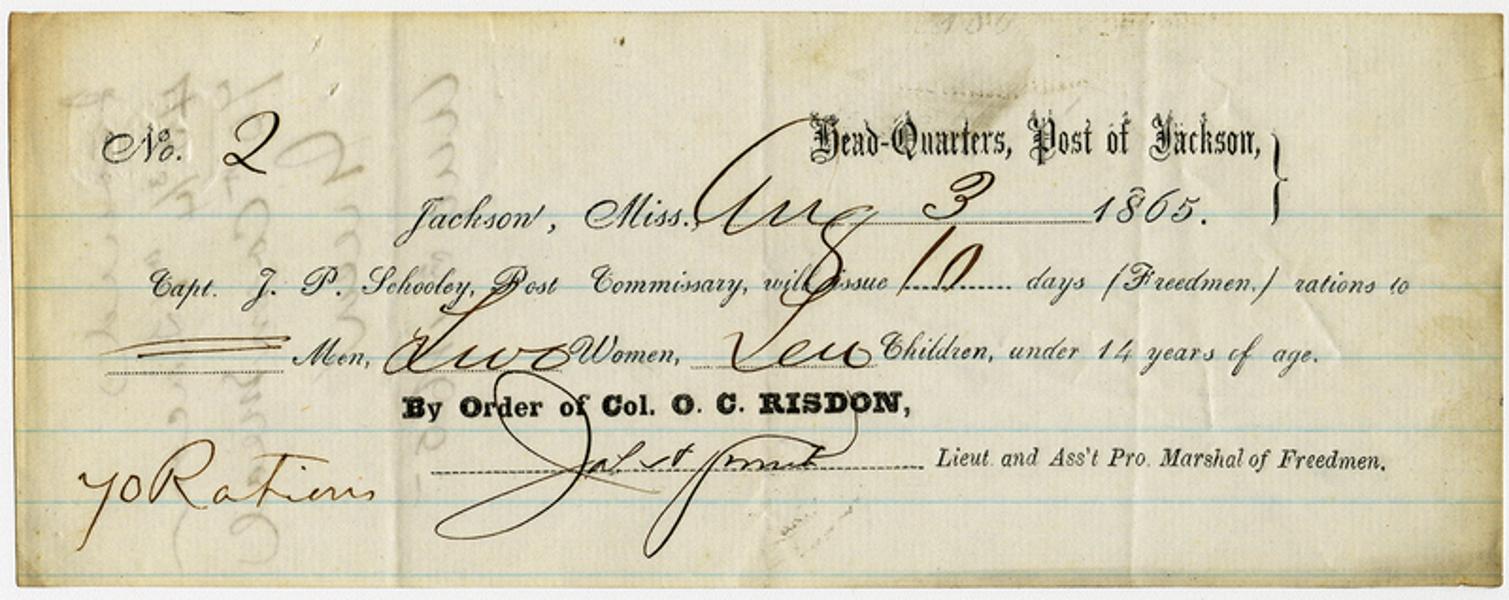 No. 2
Head-Quarters, Post of Jackson,
Jackson, Miss., Aug 3 1865.
Capt. J. P. Schooley, Post Commissary, will issue 10 days (Freedmen,) rations to
Men, Two Women, Ten Children, under 14 years of age.
By Order of Col. O. C. RISDON,
Lieut. and Ass't Pro. Marshal of Freedmen.
70 Rations